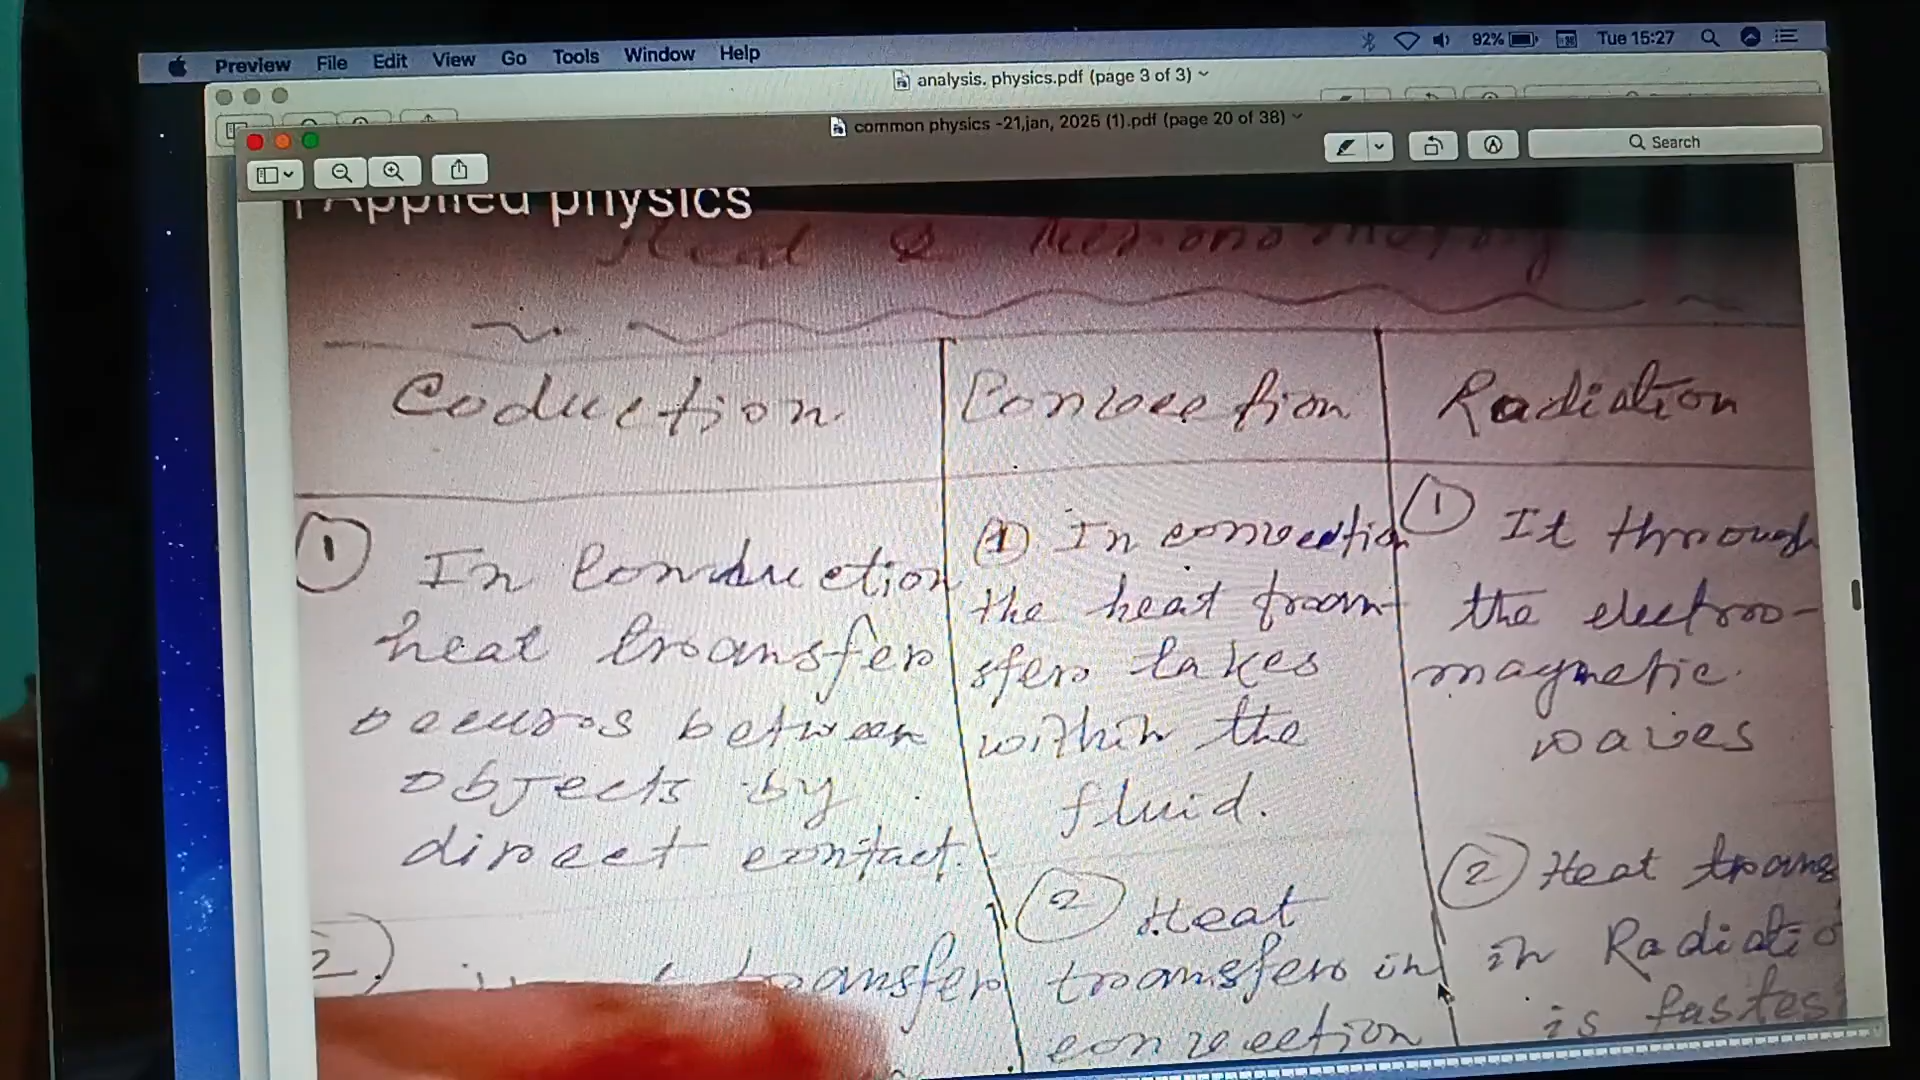 Preview File Edit View Go Tools Window Help 92% Tue 15:27
analysis. physics.pdf (page 3 of 3)
common physics -21,jan, 2025 (1).pdf (page 20 of 38)
Search
Applied physics
Heat &
Coduction
① In Conduction
heat transfer
occurs between
objects by
direct contact.
2)
transfer
Convection
① In convection
the heat tran-
sfer takes
within the
fluid.
② Heat
transfer in
convection
Radiation
① It through
the electro-
magnetic
waves
② Heat trans
in Radiatio
is fastes